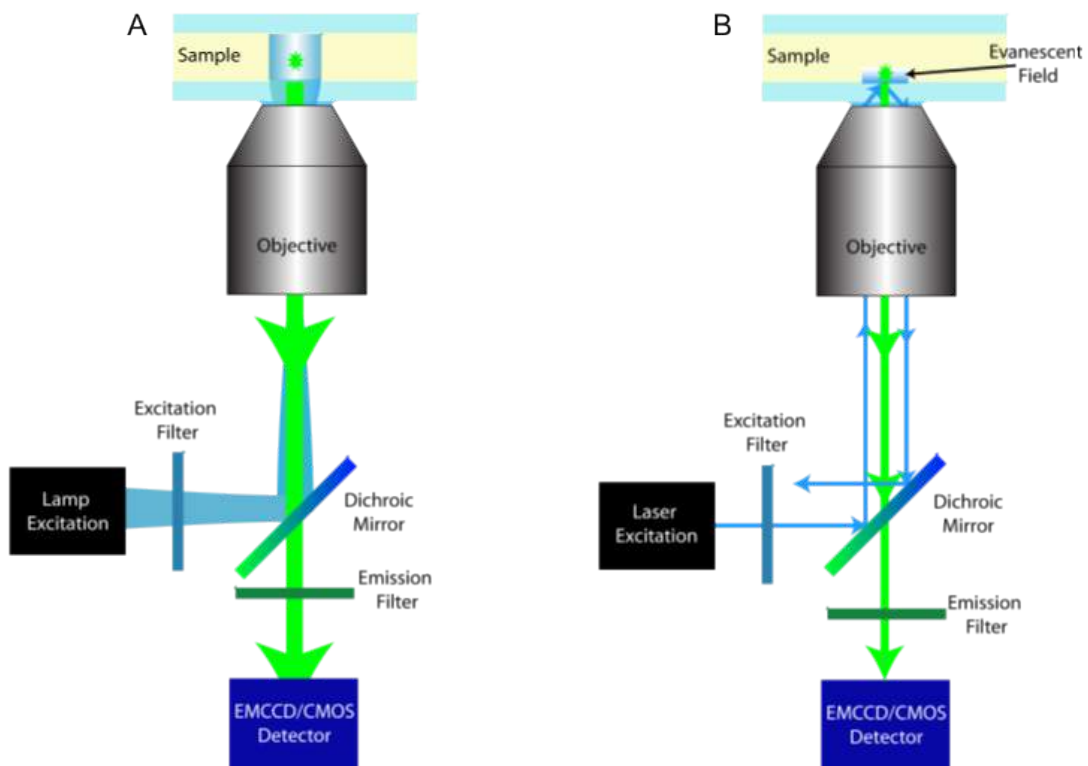 A
Sample
Objective
Excitation
Filter
Lamp
Excitation
Dichroic
Mirror
Emission
Filter
EMCCD/CMOS
Detector
B
Sample
Evanescent
Field
Objective
Excitation
Filter
Laser
Excitation
Dichroic
Mirror
Emission
Filter
EMCCD/CMOS
Detector